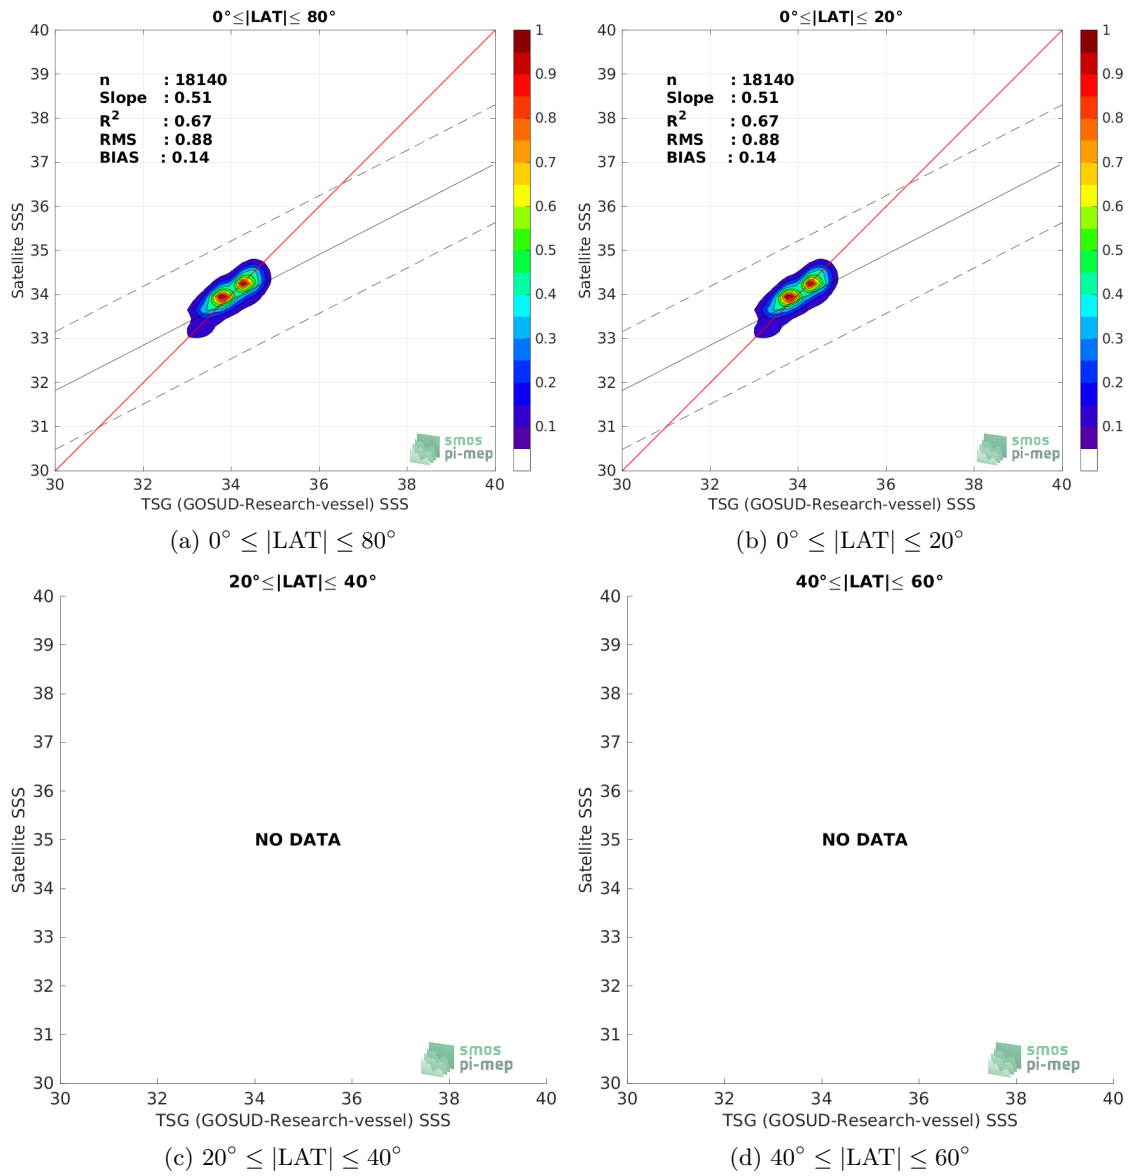 0°≤|LAT|≤ 80°
40
39
38
37
36
35
34
33
32
31
30
Satellite SSS
n : 18140
Slope : 0.51
R2 : 0.67
RMS : 0.88
BIAS : 0.14
smos
pi-mep
30 32 34 36 38 40
TSG (GOSUD-Research-vessel) SSS
1
0.9
0.8
0.7
0.6
0.5
0.4
0.3
0.2
0.1
(a) 0° ≤ |LAT| ≤ 80°
0°≤|LAT|≤ 20°
40
39
38
37
36
35
34
33
32
31
30
Satellite SSS
n : 18140
Slope : 0.51
R2 : 0.67
RMS : 0.88
BIAS : 0.14
smos
pi-mep
30 32 34 36 38 40
TSG (GOSUD-Research-vessel) SSS
1
0.9
0.8
0.7
0.6
0.5
0.4
0.3
0.2
0.1
(b) 0° ≤ |LAT| ≤ 20°
20°≤|LAT|≤ 40°
40
39
38
37
36
35
34
33
32
31
30
Satellite SSS
NO DATA
smos
pi-mep
30 32 34 36 38 40
TSG (GOSUD-Research-vessel) SSS
(c) 20° ≤ |LAT| ≤ 40°
40°≤|LAT|≤ 60°
40
39
38
37
36
35
34
33
32
31
30
Satellite SSS
NO DATA
smos
pi-mep
30 32 34 36 38 40
TSG (GOSUD-Research-vessel) SSS
(d) 40° ≤ |LAT| ≤ 60°